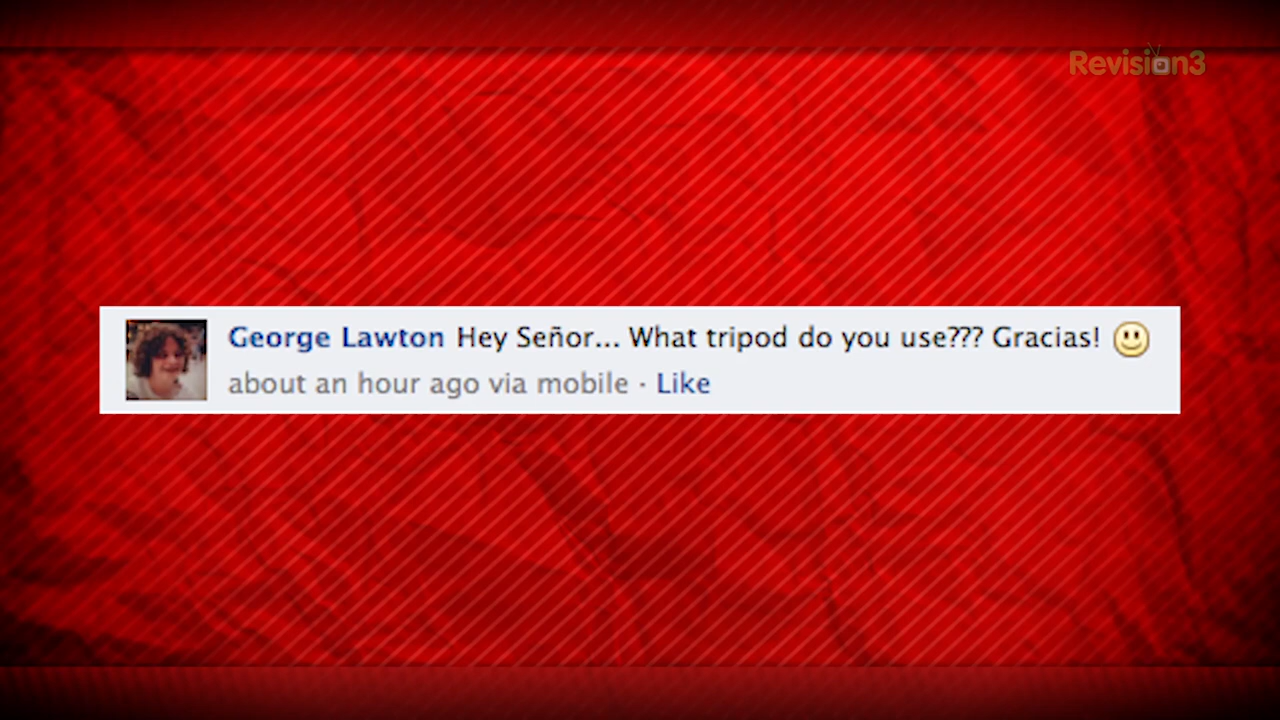 Revision3
George Lawton Hey Señor... What tripod do you use??? Gracias!
about an hour ago via mobile · Like